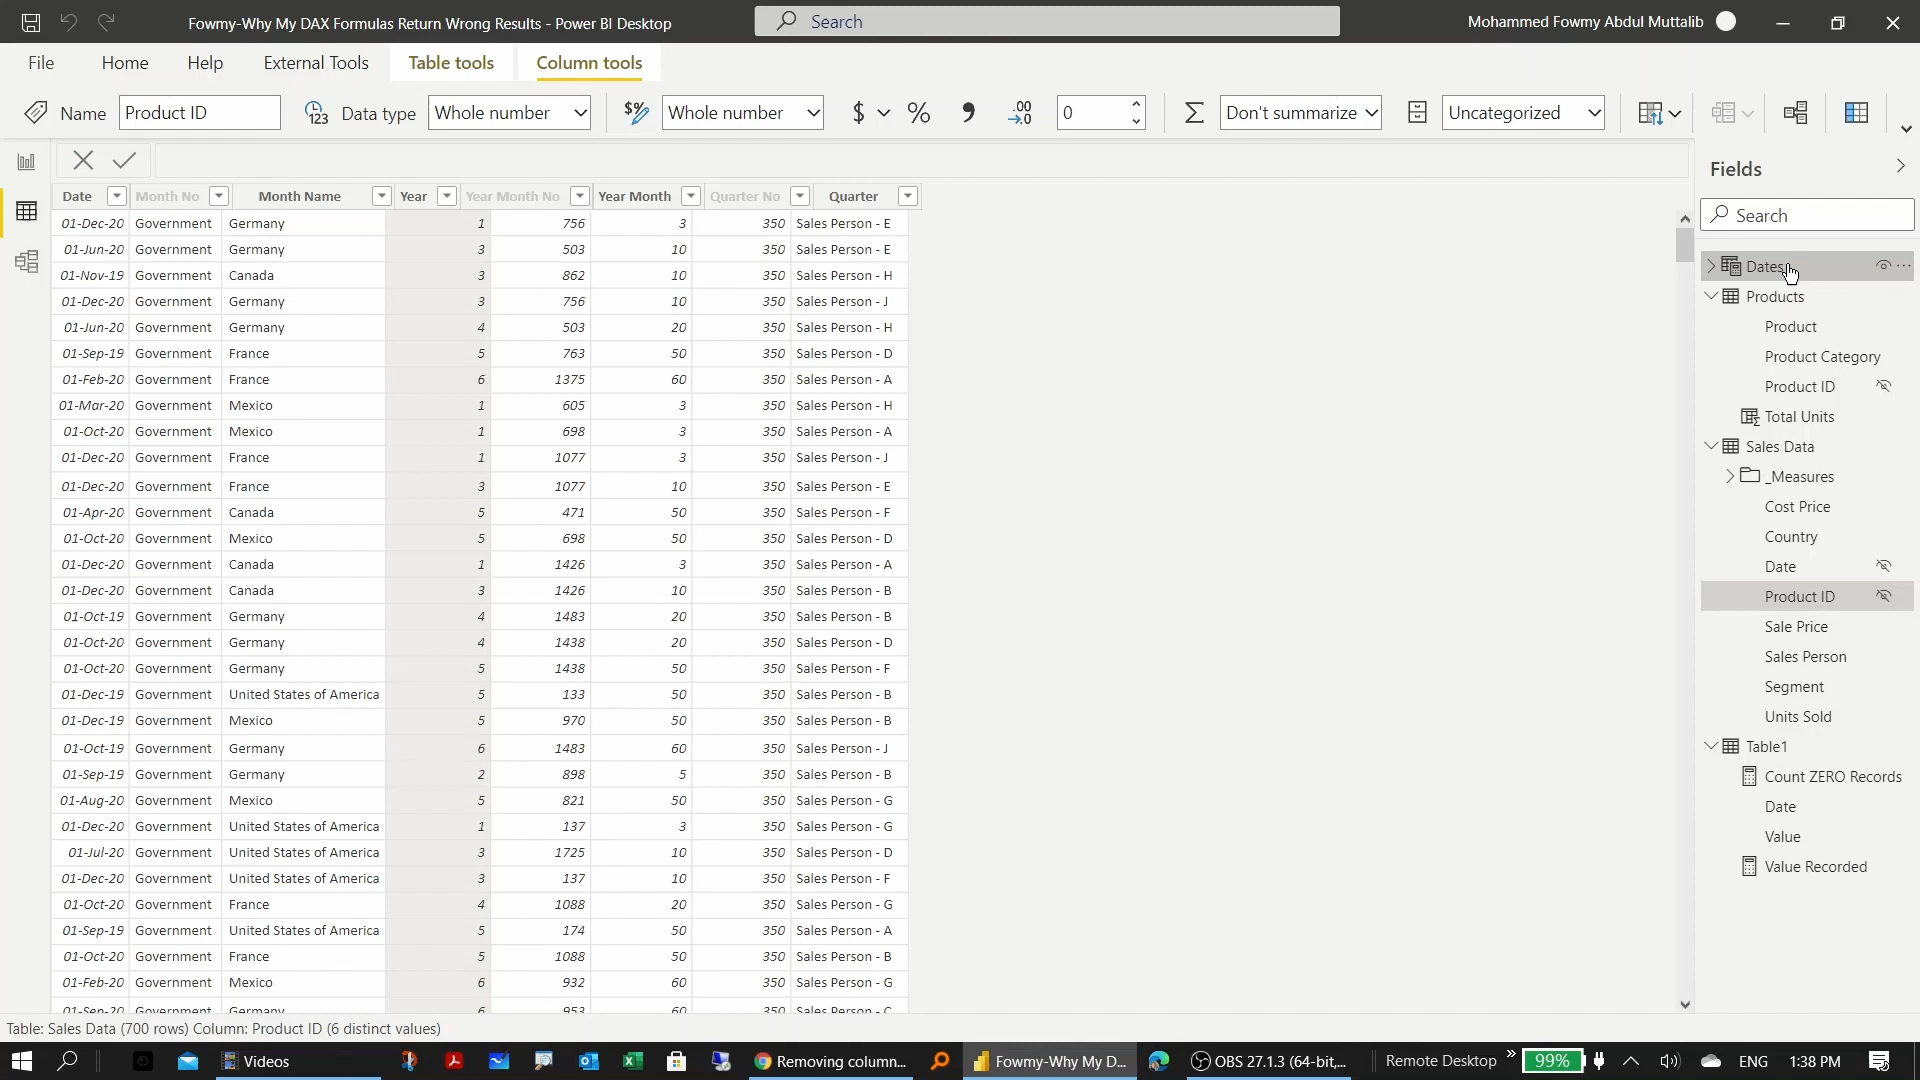 Fowmy-Why My DAX Formulas Return Wrong Results - Power BI Desktop
Search
Mohammed Fowmy Abdul Muttalib
File Home Help External Tools Table tools Column tools
Name Product ID Data type Whole number $% Whole number $ % 9 .00 →.0 0 Σ Don't summarize Uncategorized
Date Month No Month Name Year Year Month No Year Month Quarter No Quarter
01-Dec-20 Government Germany 1 756 3 350 Sales Person - E
01-Jun-20 Government Germany 3 503 10 350 Sales Person - E
01-Nov-19 Government Canada 3 862 10 350 Sales Person - H
01-Dec-20 Government Germany 3 756 10 350 Sales Person - J
01-Jun-20 Government Germany 4 503 20 350 Sales Person - H
01-Sep-19 Government France 5 763 50 350 Sales Person - D
01-Feb-20 Government France 6 1375 60 350 Sales Person - A
01-Mar-20 Government Mexico 1 605 3 350 Sales Person - H
01-Oct-20 Government Mexico 1 698 3 350 Sales Person - A
01-Dec-20 Government France 1 1077 3 350 Sales Person - J
01-Dec-20 Government France 3 1077 10 350 Sales Person - E
01-Apr-20 Government Canada 5 471 50 350 Sales Person - F
01-Oct-20 Government Mexico 5 698 50 350 Sales Person - D
01-Dec-20 Government Canada 1 1426 3 350 Sales Person - A
01-Dec-20 Government Canada 3 1426 10 350 Sales Person - B
01-Oct-19 Government Germany 4 1483 20 350 Sales Person - B
01-Oct-20 Government Germany 4 1438 20 350 Sales Person - D
01-Oct-20 Government Germany 5 1438 50 350 Sales Person - F
01-Dec-19 Government United States of America 5 133 50 350 Sales Person - B
01-Dec-19 Government Mexico 5 970 50 350 Sales Person - B
01-Oct-19 Government Germany 6 1483 60 350 Sales Person - J
01-Sep-19 Government Germany 2 898 5 350 Sales Person - B
01-Aug-20 Government Mexico 5 821 50 350 Sales Person - G
01-Dec-20 Government United States of America 1 137 3 350 Sales Person - G
01-Jul-20 Government United States of America 3 1725 10 350 Sales Person - D
01-Dec-20 Government United States of America 3 137 10 350 Sales Person - F
01-Oct-20 Government France 4 1088 20 350 Sales Person - G
01-Sep-19 Government United States of America 5 174 50 350 Sales Person - A
01-Oct-20 Government France 5 1088 50 350 Sales Person - B
01-Feb-20 Government Mexico 6 932 60 350 Sales Person - G
01-Sep-20 Government Germany 6 953 60 350 Sales Person - C
Fields
Search
Dates
Products
Product
Product Category
Product ID
Total Units
Sales Data
_Measures
Cost Price
Country
Date
Product ID
Sale Price
Sales Person
Segment
Units Sold
Table1
Count ZERO Records
Date
Value
Value Recorded
Table: Sales Data (700 rows) Column: Product ID (6 distinct values)
Videos Removing column... Fowmy-Why My D... OBS 27.1.3 (64-bit,... Remote Desktop 99% ENG 1:38 PM